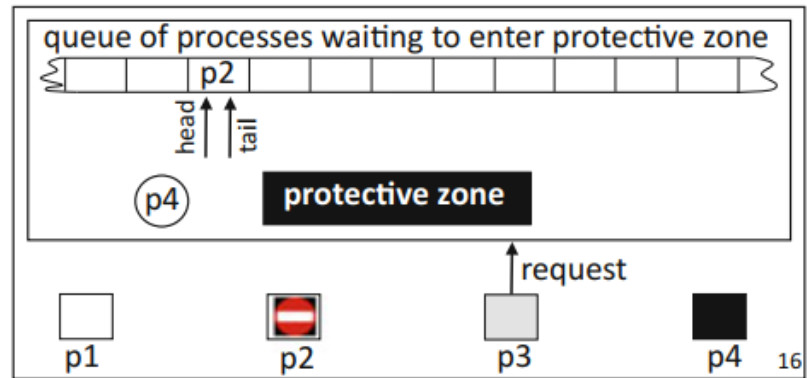 queue of processes waiting to enter protective zone
p2
head
tail
p4
protective zone
request
p1 p2 p3 p4
16